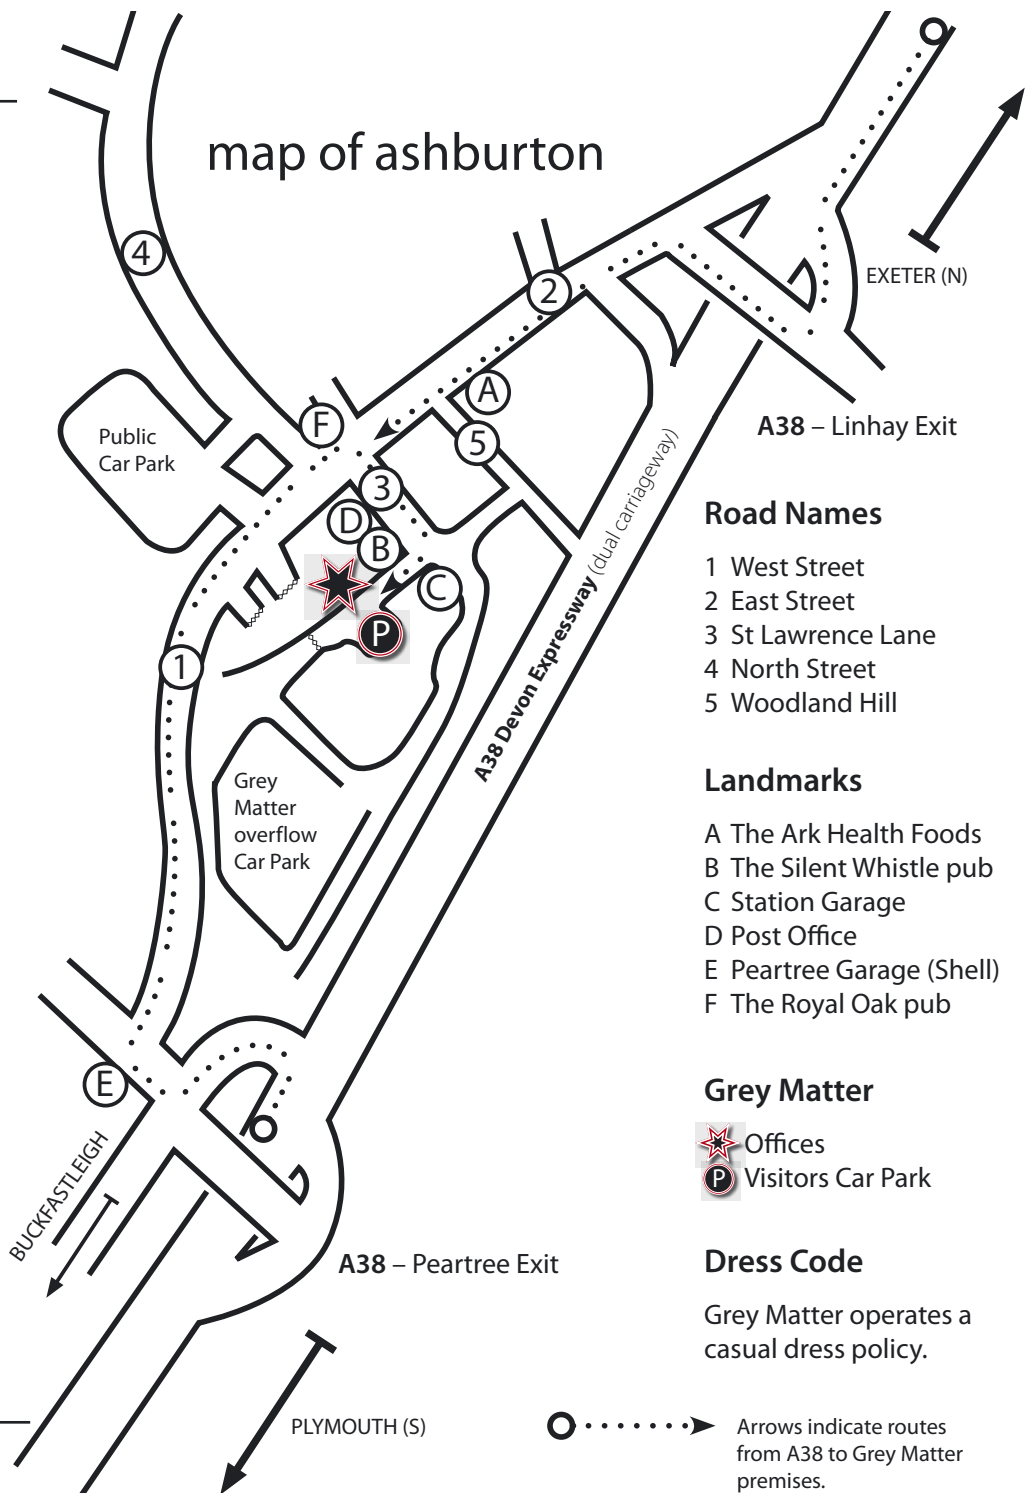 map of ashburton
4
2
EXETER (N)
A
F
5
A38 – Linhay Exit
Public
Car Park
3
D
B
C
P
1
A38 Devon Expressway (dual carriageway)
Grey
Matter
overflow
Car Park
E
BUCKFASTLEIGH
A38 – Peartree Exit
PLYMOUTH (S)
Road Names
1 West Street
2 East Street
3 St Lawrence Lane
4 North Street
5 Woodland Hill
Landmarks
A The Ark Health Foods
B The Silent Whistle pub
C Station Garage
D Post Office
E Peartree Garage (Shell)
F The Royal Oak pub
Grey Matter
Offices
P Visitors Car Park
Dress Code
Grey Matter operates a
casual dress policy.
Arrows indicate routes
from A38 to Grey Matter
premises.